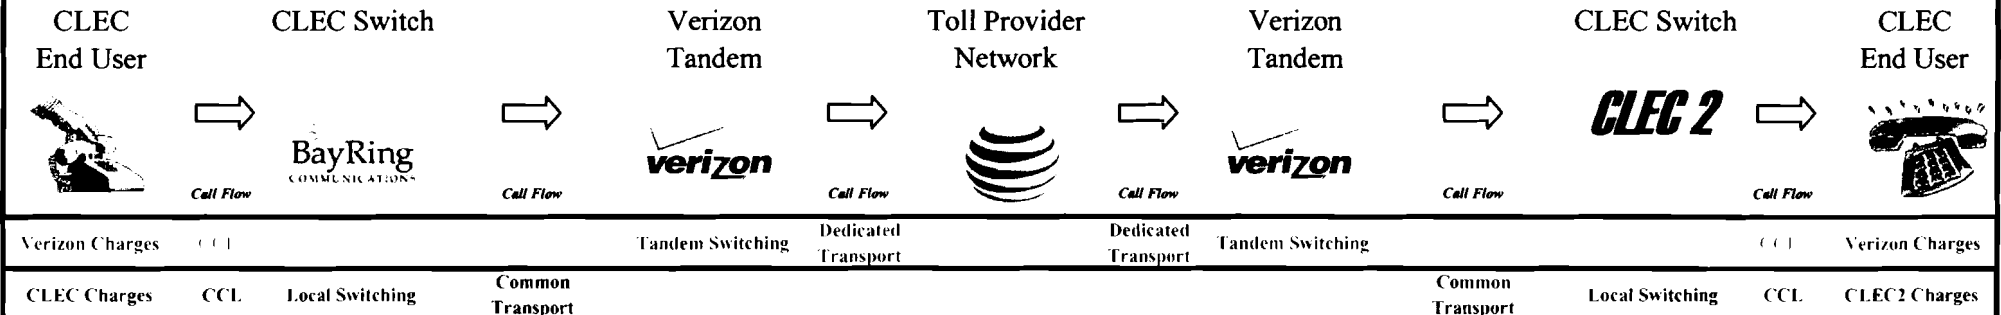 CLEC CLEC Switch Verizon Toll Provider Verizon CLEC Switch CLEC
End User Tandem Network Tandem End User
BayRing verizon verizon CLEC 2
COMMUNICATIONS
Call Flow Call Flow Call Flow Call Flow Call Flow Call Flow
Verizon Charges CCL Tandem Switching Dedicated Transport Dedicated Transport Tandem Switching CCL Verizon Charges
CLEC Charges CCL Local Switching Common Transport Common Transport Local Switching CCL CLEC2 Charges